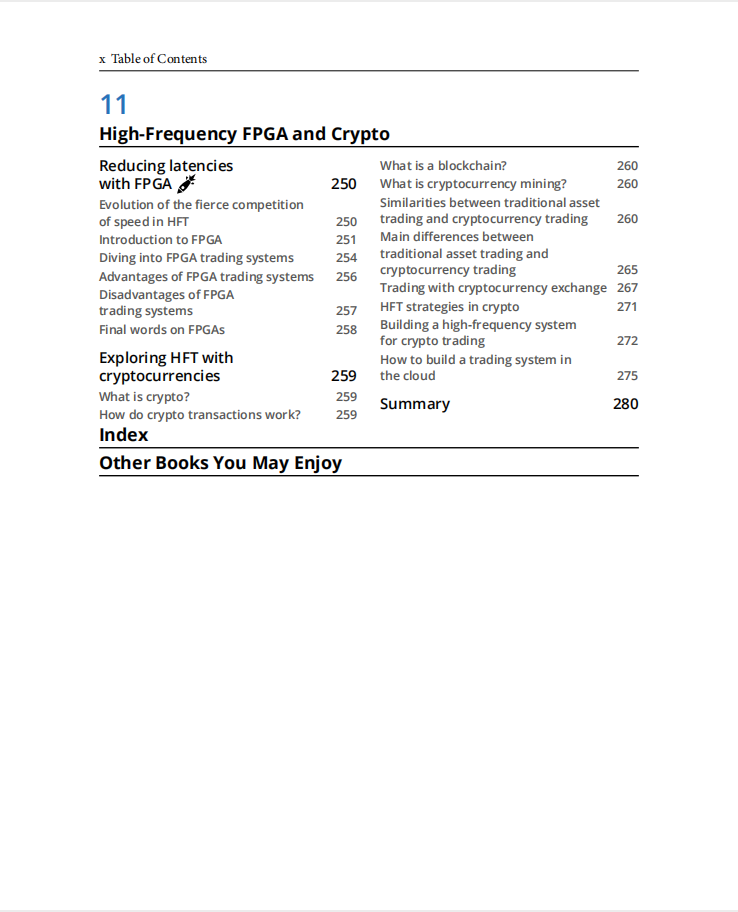 x Table of Contents
11
High-Frequency FPGA and Crypto
Reducing latencies
with FPGA 250
Evolution of the fierce competition
of speed in HFT 250
Introduction to FPGA 251
Diving into FPGA trading systems 254
Advantages of FPGA trading systems 256
Disadvantages of FPGA
trading systems 257
Final words on FPGAs 258
Exploring HFT with
cryptocurrencies 259
What is crypto? 259
How do crypto transactions work? 259
What is a blockchain? 260
What is cryptocurrency mining? 260
Similarities between traditional asset
trading and cryptocurrency trading 260
Main differences between
traditional asset trading and
cryptocurrency trading 265
Trading with cryptocurrency exchange 267
HFT strategies in crypto 271
Building a high-frequency system
for crypto trading 272
How to build a trading system in
the cloud 275
Summary 280
Index
Other Books You May Enjoy